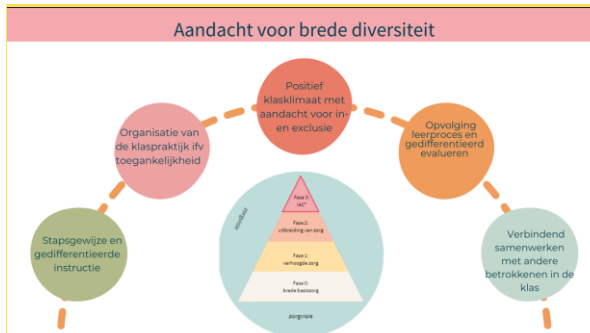 Aandacht voor brede diversiteit
Positief
klasklimaat met
aandacht voor in-
en exclusie
Organisatie van
de klaspraktijk ifv
toegankelijkheid
Opvolging
leerproces en
gedifferentieerd
evalueren
Stapsgewijze en
gedifferentieerde
instructie
Verbindend
samenwerken
met andere
betrokkenen in de
klas
Fase 3:
IAC*
Fase 2:
uitbreiding van zorg
Fase 1:
verhoogde zorg
Fase 0:
brede basiszorg
zorgvisie